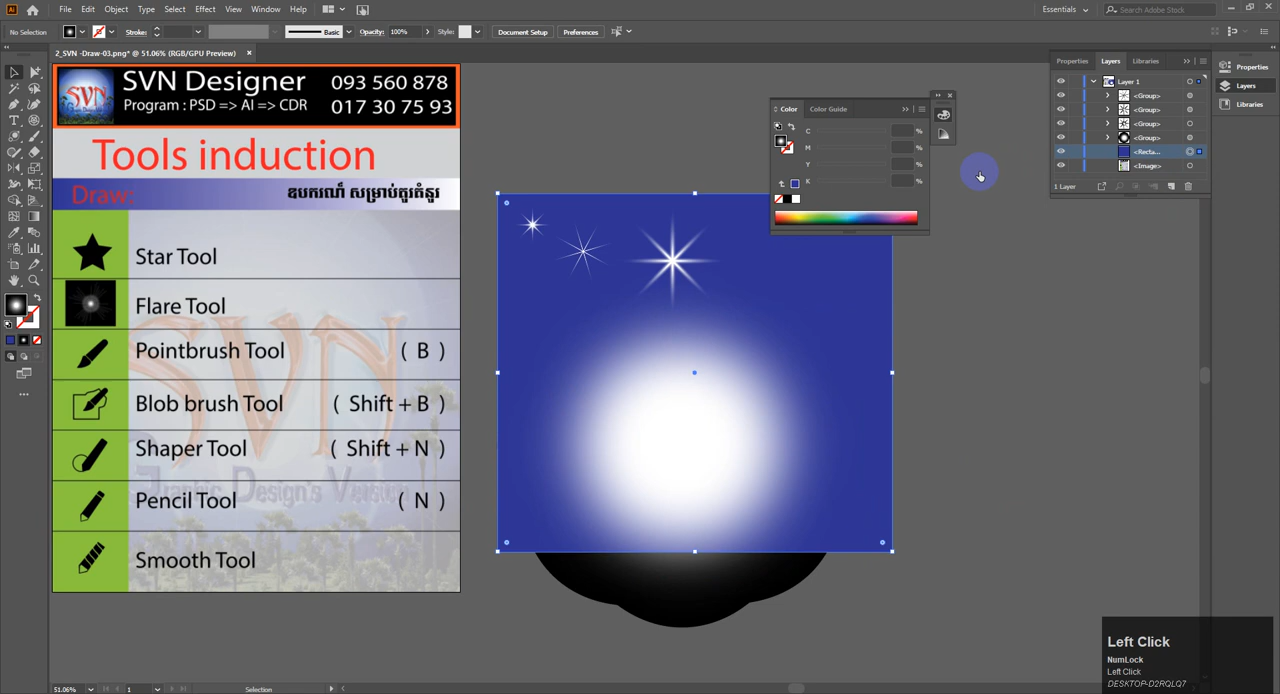 File Edit Object Type Select Effect View Window Help
Essentials
Search Adobe Stock
No Selection
Stroke:
Basic
Opacity: 100%
Style:
Document Setup
Preferences
2_SVN -Draw-03.png* @ 51.06% (RGB/GPU Preview)
SVN Designer 093 560 878
Program : PSD => AI => CDR 017 30 75 93
Tools induction
Draw: ឧបករណ៍ សម្រាប់គូរគំនូរ
Star Tool
Flare Tool
Pointbrush Tool ( B )
Blob brush Tool ( Shift + B )
Shaper Tool ( Shift + N )
Pencil Tool ( N )
Smooth Tool
SVN
Graphic Design's Version
Color Color Guide
C %
M %
Y %
K %
Properties Layers Libraries
Layer 1
<Group>
<Group>
<Group>
<Group>
<Recta...
<Image>
1 Layer
Properties
Layers
Libraries
Left Click
NumLock
Left Click
DESKTOP-D2RQLQ7
51.06% 1 Selection